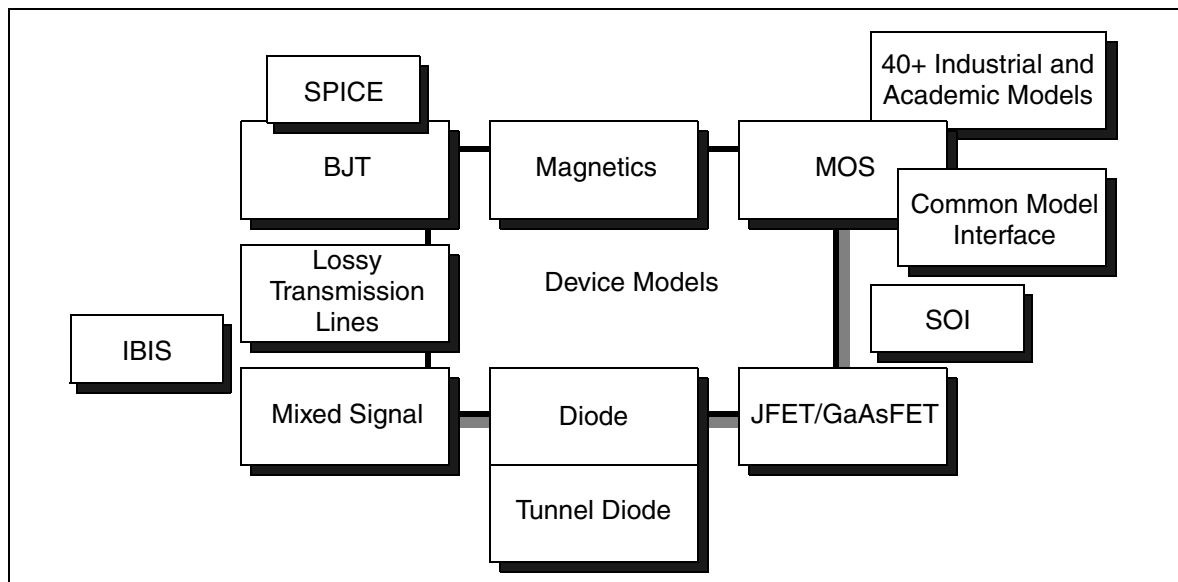 SPICE
40+ Industrial and
Academic Models
BJT
Magnetics
MOS
Common Model
Interface
Lossy
Transmission
Lines
Device Models
SOI
IBIS
Mixed Signal
Diode
JFET/GaAsFET
Tunnel Diode